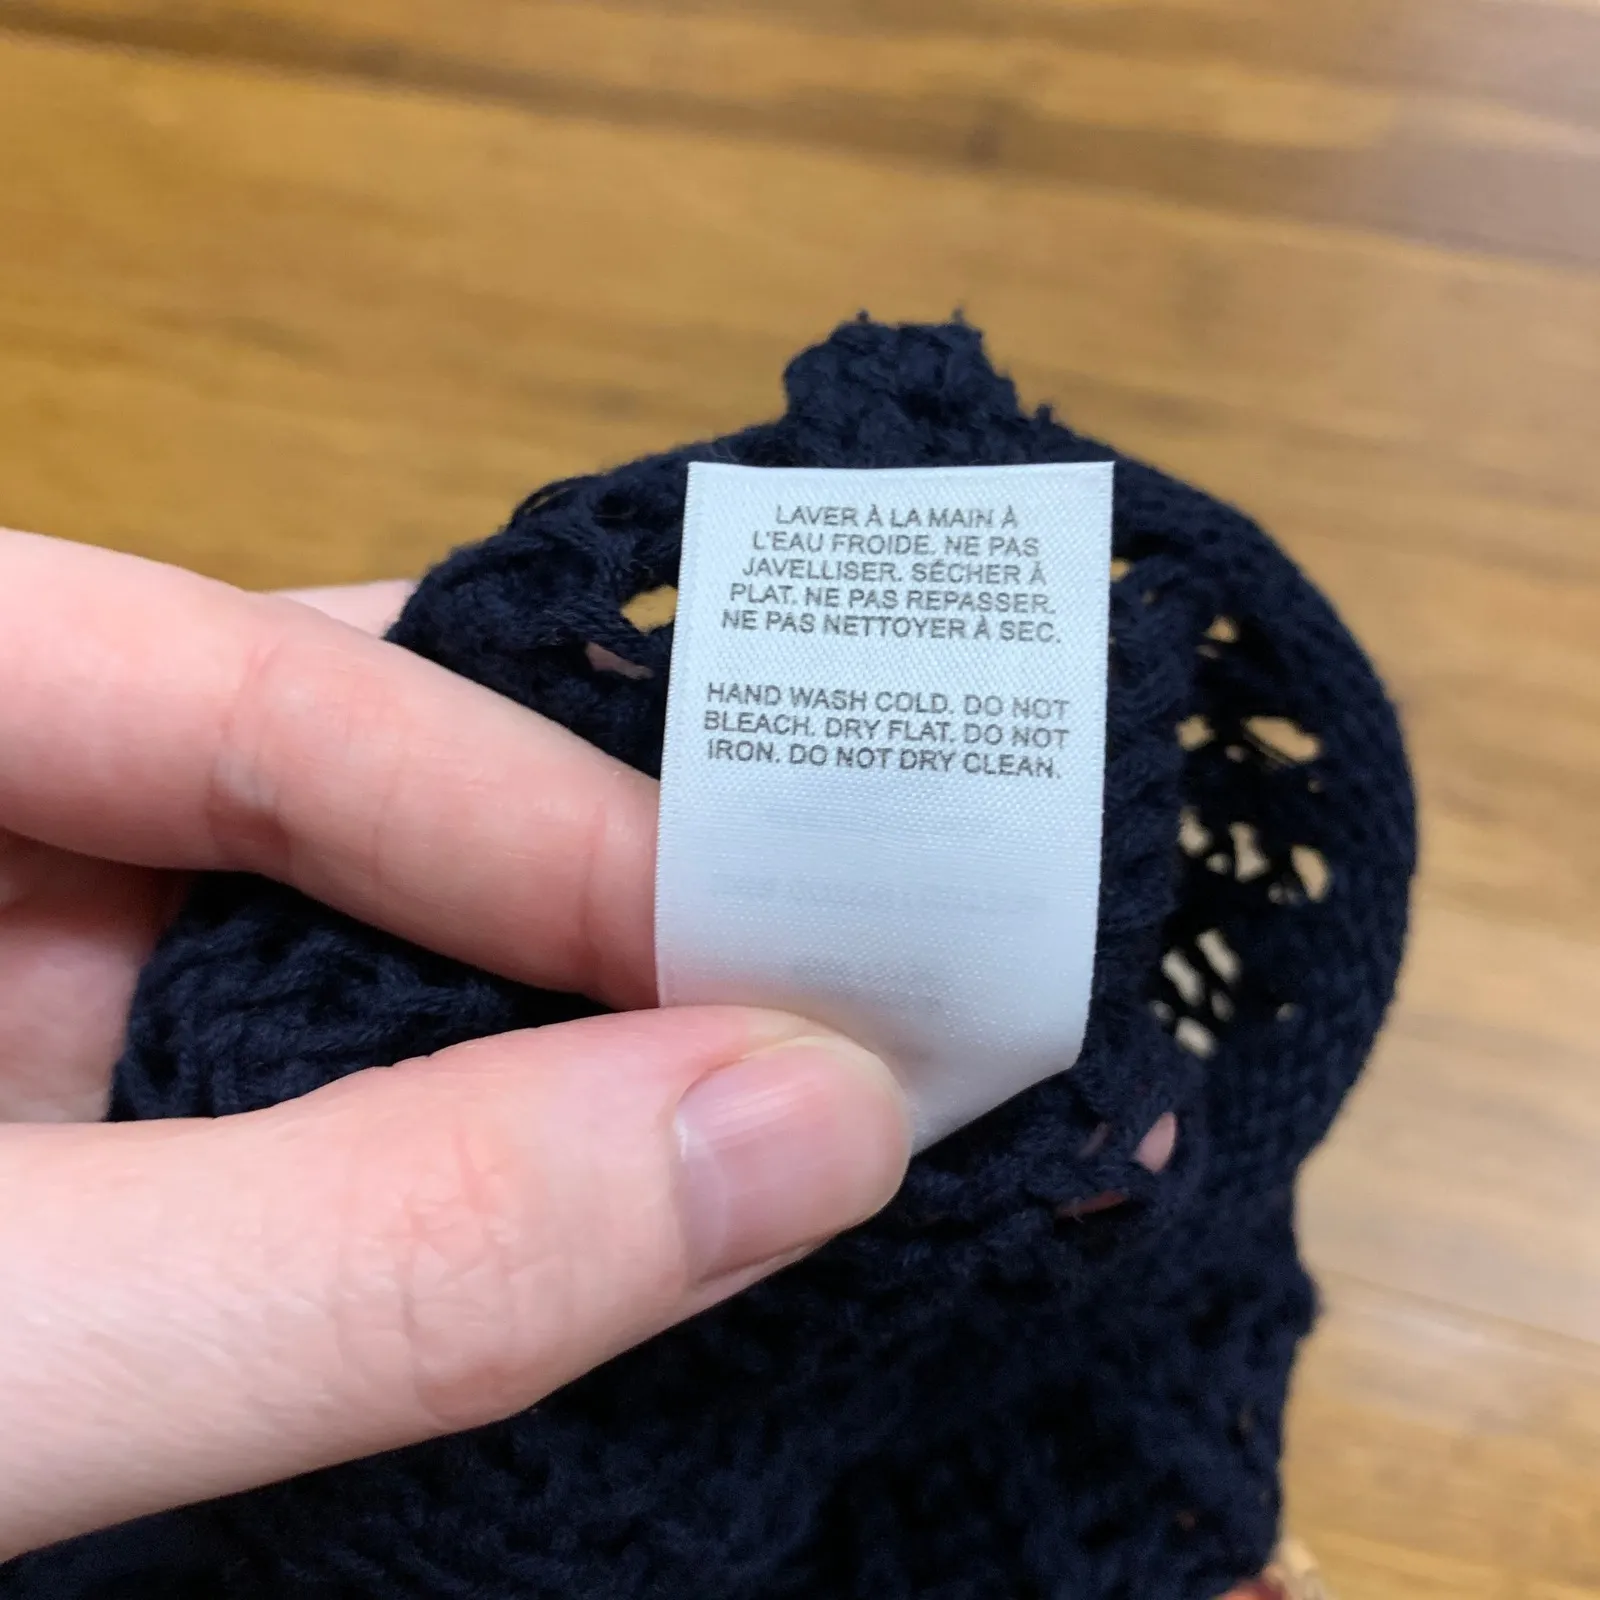 LAVER À LA MAIN À
L'EAU FROIDE. NE PAS
JAVELLISER. SÉCHER À
PLAT. NE PAS REPASSER.
NE PAS NETTOYER À SEC.
HAND WASH COLD. DO NOT
BLEACH. DRY FLAT. DO NOT
IRON. DO NOT DRY CLEAN.